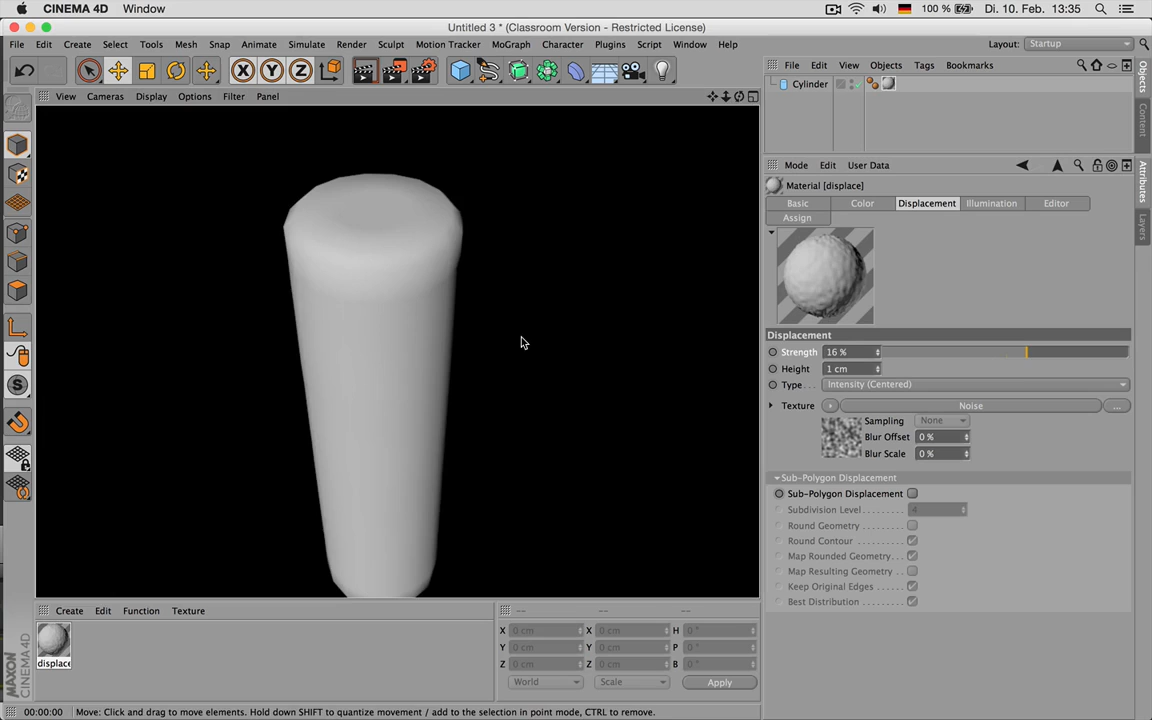 CINEMA 4D Window 100 % Di. 10. Feb. 13:35
Untitled 3 * (Classroom Version - Restricted License)
File Edit Create Select Tools Mesh Snap Animate Simulate Render Sculpt Motion Tracker MoGraph Character Plugins Script Window Help Layout: Startup
X Y Z
File Edit View Objects Tags Bookmarks
Cylinder
View Cameras Display Options Filter Panel
Objects
Content
Mode Edit User Data
Attributes
Layers
Material [displace]
Basic Color Displacement Illumination Editor
Assign
Displacement
Strength 16 %
Height 1 cm
Type . . . Intensity (Centered)
Texture Noise ...
Sampling None
Blur Offset 0 %
Blur Scale 0 %
Sub-Polygon Displacement
Sub-Polygon Displacement
Subdivision Level . . . . . . . . 4
Round Geometry . . . . . . . .
Round Contour . . . . . . . . .
Map Rounded Geometry. . .
Map Resulting Geometry . .
Keep Original Edges . . . . . .
Best Distribution . . . . . . . .
S
Create Edit Function Texture
displace
-- -- --
X 0 cm X 0 cm H 0 °
Y 0 cm Y 0 cm P 0 °
Z 0 cm Z 0 cm B 0 °
World Scale Apply
MAXON
CINEMA 4D
00:00:00 Move: Click and drag to move elements. Hold down SHIFT to quantize movement / add to the selection in point mode, CTRL to remove.